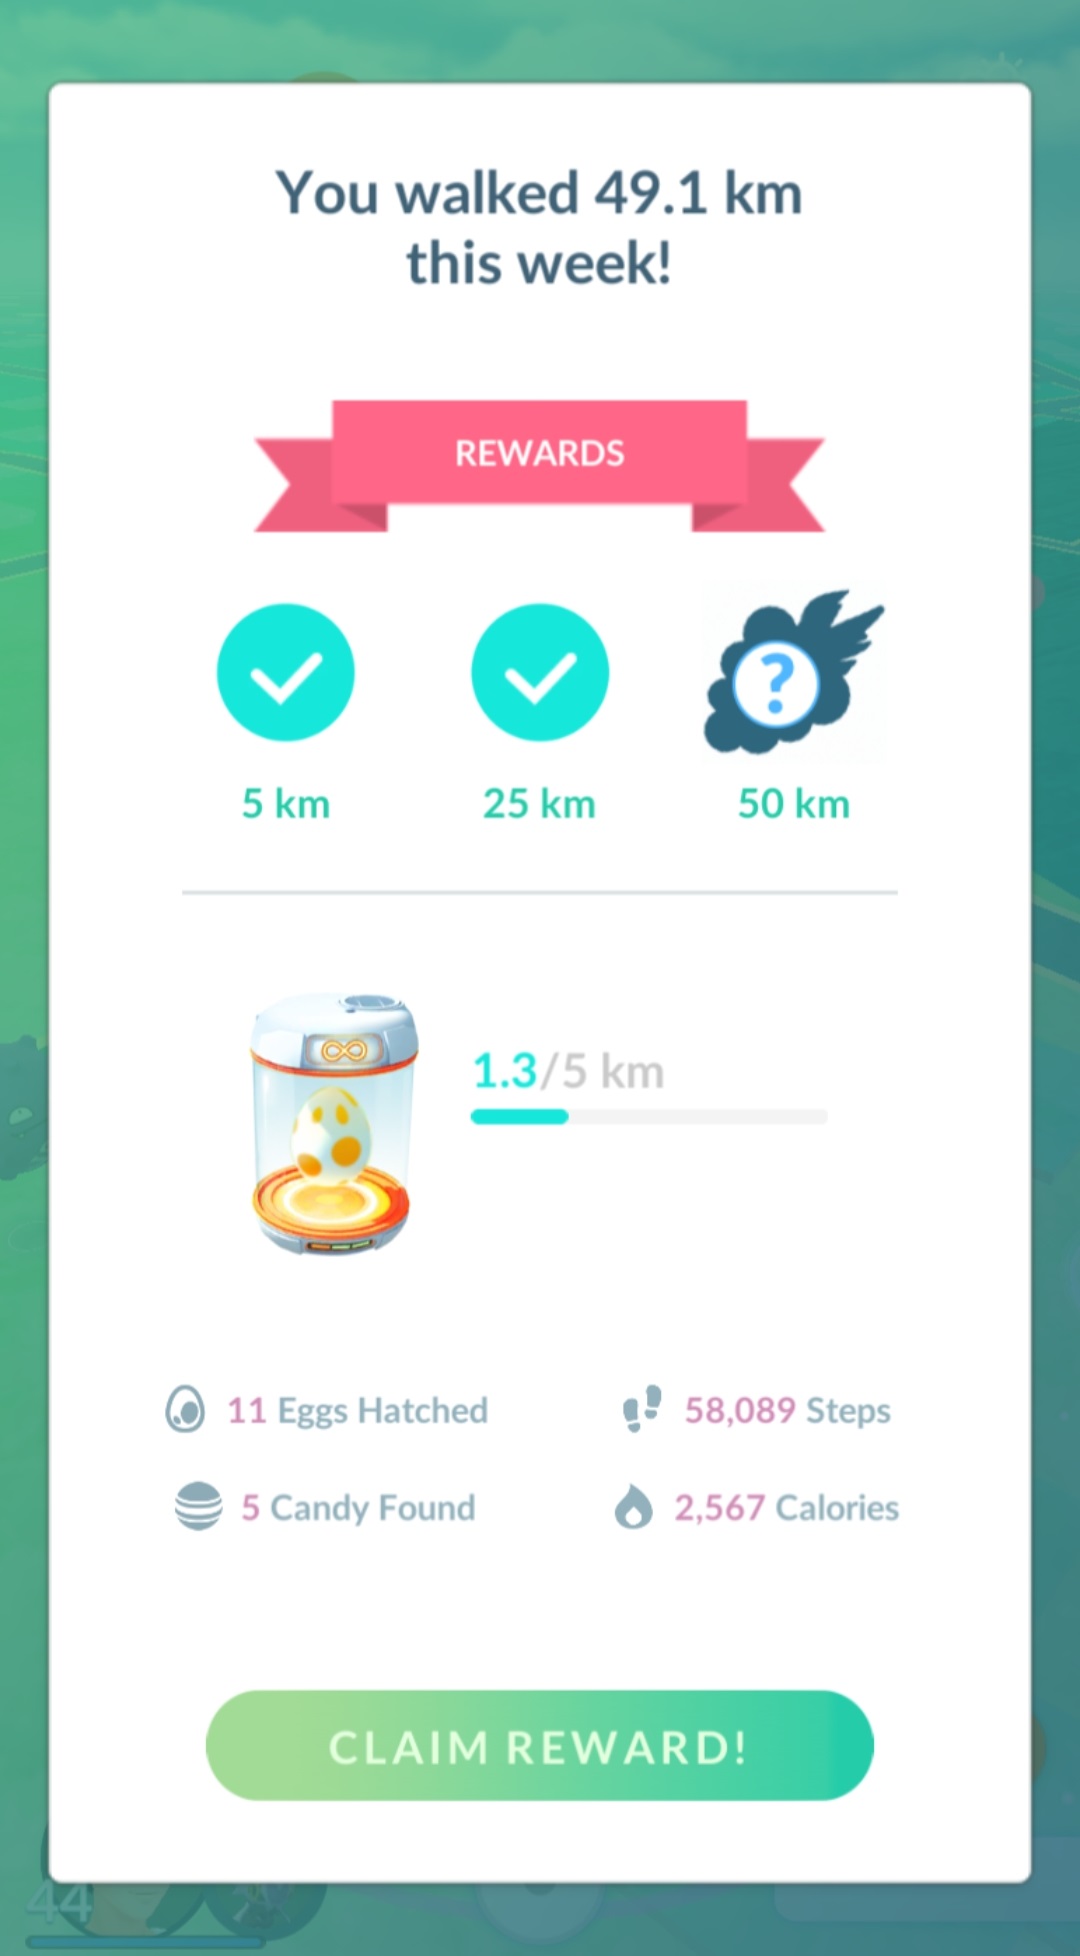 You walked 49.1 km
this week!
REWARDS
?
5 km
25 km
50 km
1.3/5 km
11 Eggs Hatched
58,089 Steps
5 Candy Found
2,567 Calories
CLAIM REWARD!
44